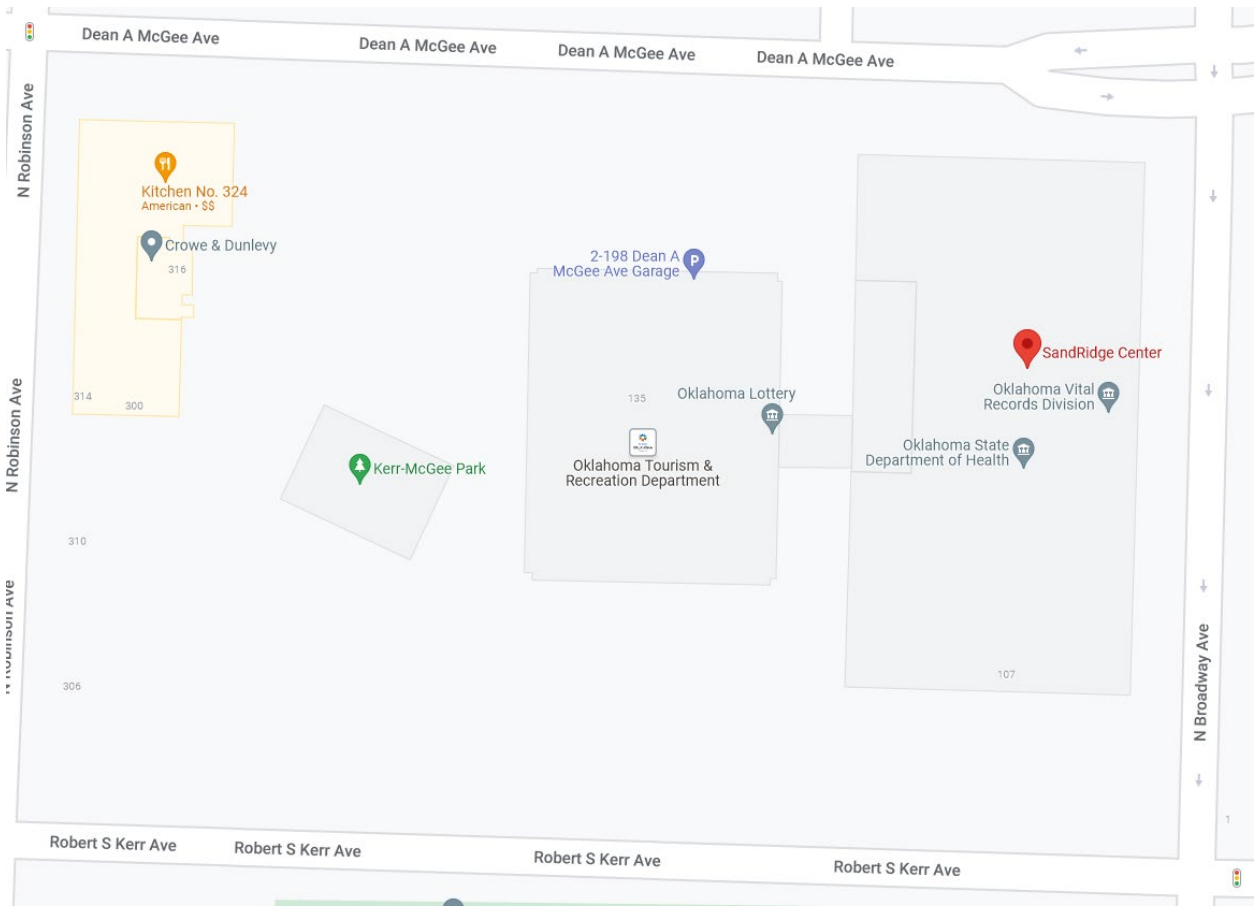 Dean A McGee Ave
Dean A McGee Ave
Dean A McGee Ave
Dean A McGee Ave
N Robinson Ave
Kitchen No. 324
American • $$
Crowe & Dunlevy
316
2-198 Dean A
McGee Ave Garage
P
SandRidge Center
Oklahoma Vital
Records Division
Oklahoma Lottery
135
314
300
N Robinson Ave
Oklahoma State
Department of Health
Kerr-McGee Park
Oklahoma Tourism &
Recreation Department
310
N Robinson Ave
306
107
N Broadway Ave
1
Robert S Kerr Ave
Robert S Kerr Ave
Robert S Kerr Ave
Robert S Kerr Ave